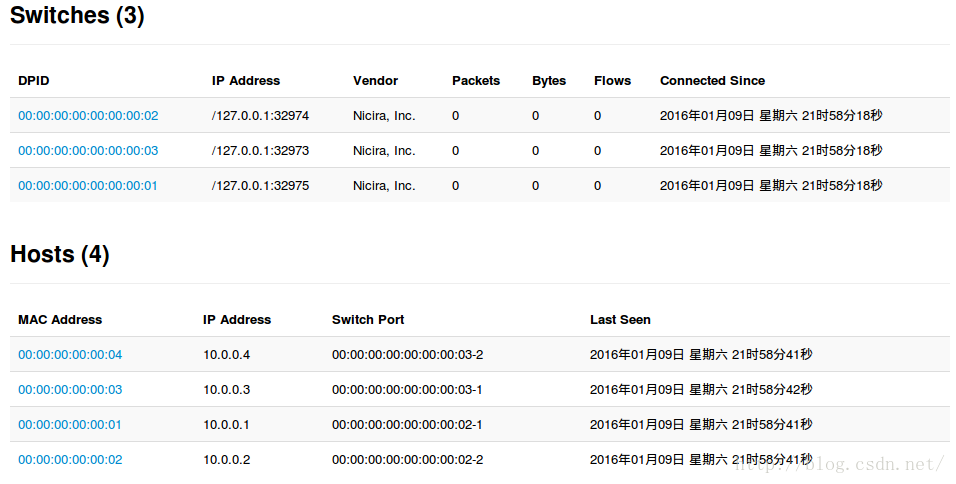 Switches (3)
DPID IP Address Vendor Packets Bytes Flows Connected Since
00:00:00:00:00:00:00:02 /127.0.0.1:32974 Nicira, Inc. 0 0 0 2016年01月09日 星期六 21时58分18秒
00:00:00:00:00:00:00:03 /127.0.0.1:32973 Nicira, Inc. 0 0 0 2016年01月09日 星期六 21时58分18秒
00:00:00:00:00:00:00:01 /127.0.0.1:32975 Nicira, Inc. 0 0 0 2016年01月09日 星期六 21时58分18秒
Hosts (4)
MAC Address IP Address Switch Port Last Seen
00:00:00:00:00:04 10.0.0.4 00:00:00:00:00:00:00:03-2 2016年01月09日 星期六 21时58分41秒
00:00:00:00:00:03 10.0.0.3 00:00:00:00:00:00:00:03-1 2016年01月09日 星期六 21时58分42秒
00:00:00:00:00:01 10.0.0.1 00:00:00:00:00:00:00:02-1 2016年01月09日 星期六 21时58分41秒
00:00:00:00:00:02 10.0.0.2 00:00:00:00:00:00:00:02-2 2016年01月09日 星期六 21时58分41秒
http://blog.csdn.net/